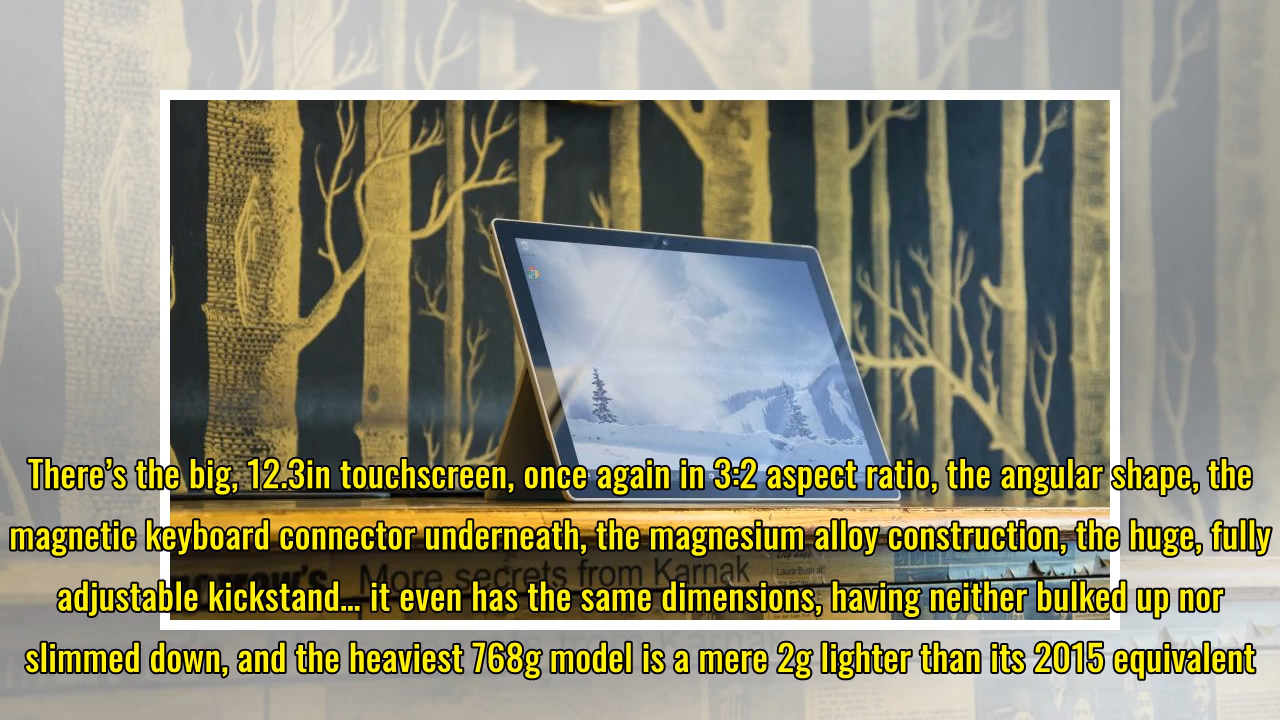 There's the big, 12.3in touchscreen, once again in 3:2 aspect ratio, the angular shape, the
magnetic keyboard connector underneath, the magnesium alloy construction, the huge, fully
More secrets from Karnak
Laura Bush of
adjustable kickstand... it even has the same dimensions, having neither bulked up nor
slimmed down, and the heaviest 768g model is a mere 2g lighter than its 2015 equivalent